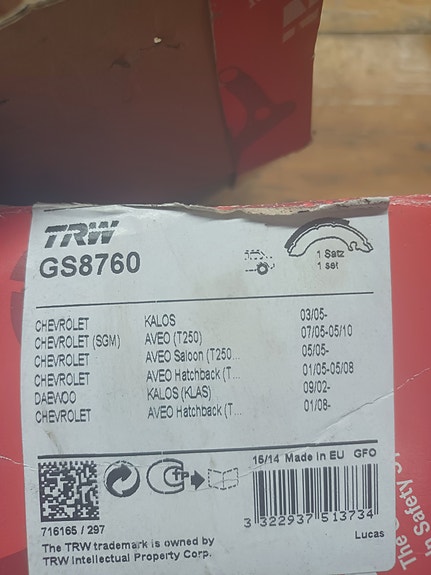 TRW
GS8760
1 Satz
1 set
CHEVROLET KALOS 03/05-
CHEVROLET (SGM) AVEO (T250) 07/05-05/10
CHEVROLET AVEO Saloon (T250... 05/05-
CHEVROLET AVEO Hatchback (T... 01/05-05/08
DAEWOO KALOS (KLAS) 09/02-
CHEVROLET AVEO Hatchback (T... 01/08-
15/14 Made in EU GFO
716165 / 297
3 322937 513734
The TRW trademark is owned by
TRW Intellectual Property Corp.
Lucas
In Safety